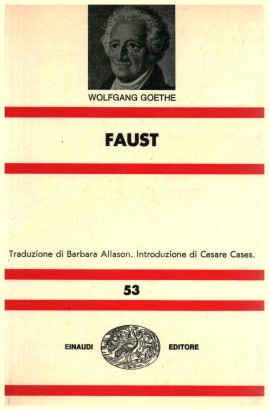 WOLFGANG GOETHE
FAUST
Traduzione di Barbara Allason. Introduzione di Cesare Cases.
53
EINAUDI EDITORE